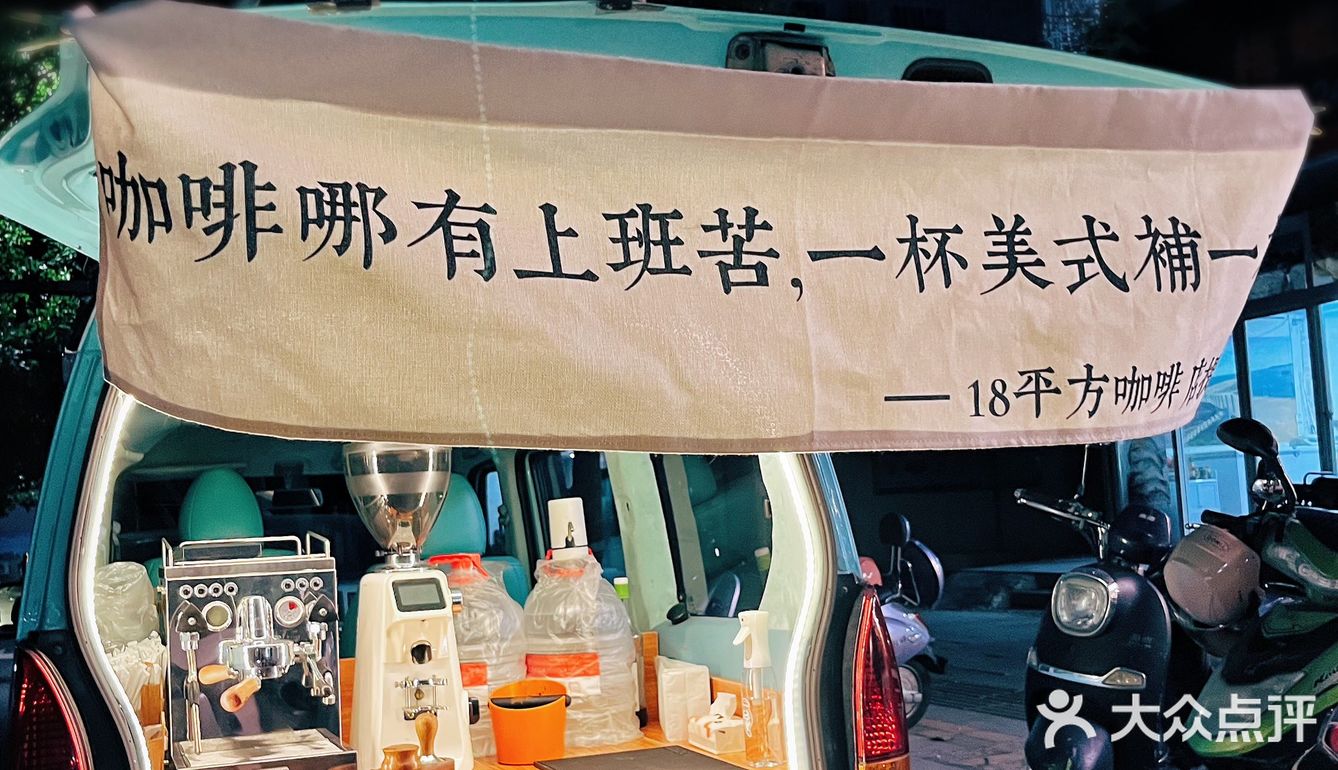 咖啡哪有上班苦,一杯美式補一
— 18平方咖啡 店
大众点评